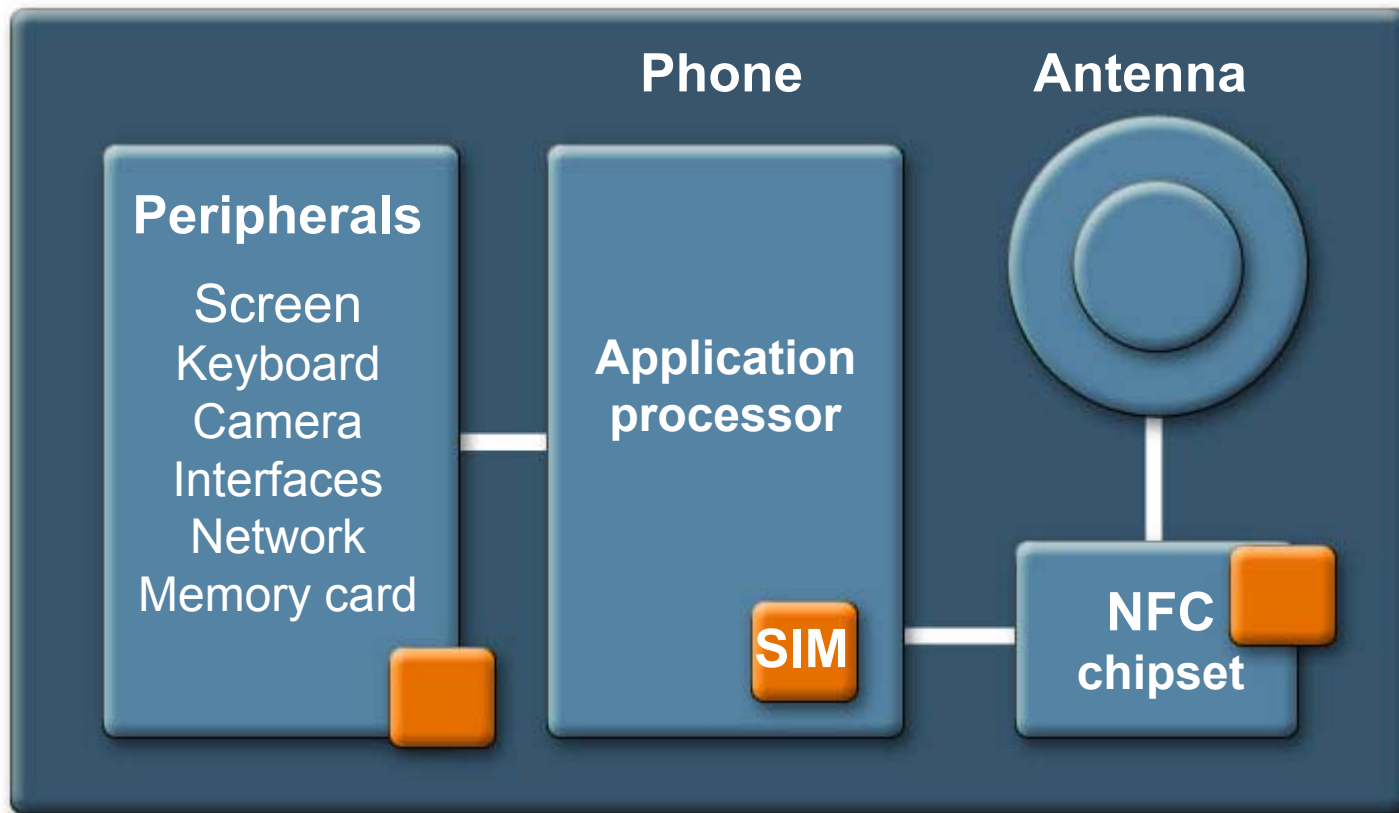 Phone
Antenna
Peripherals
Screen
Keyboard
Camera
Interfaces
Network
Memory card
Application
processor
SIM
NFC
chipset